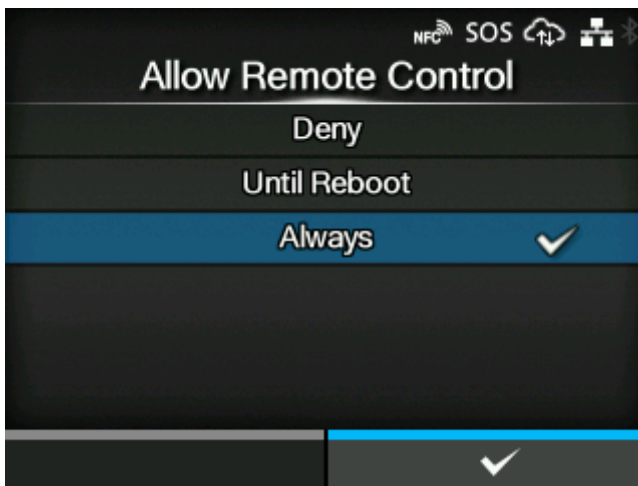 NFC SOS
Allow Remote Control
Deny
Until Reboot
Always